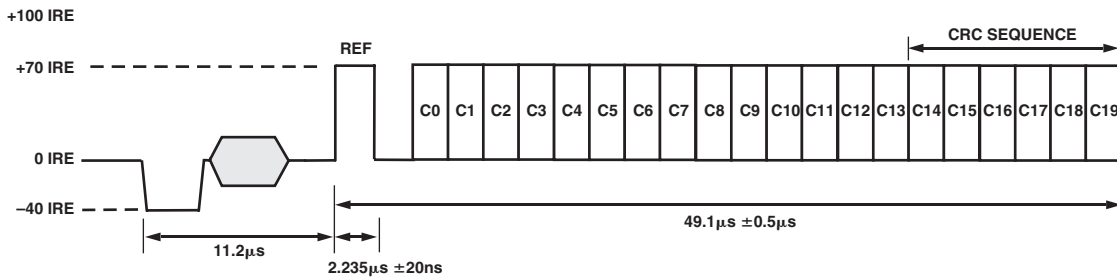 +100 IRE
REF
CRC SEQUENCE
+70 IRE
C0 C1 C2 C3 C4 C5 C6 C7 C8 C9 C10 C11 C12 C13 C14 C15 C16 C17 C18 C19
0 IRE
–40 IRE
49.1μs ±0.5μs
11.2μs
2.235μs ±20ns